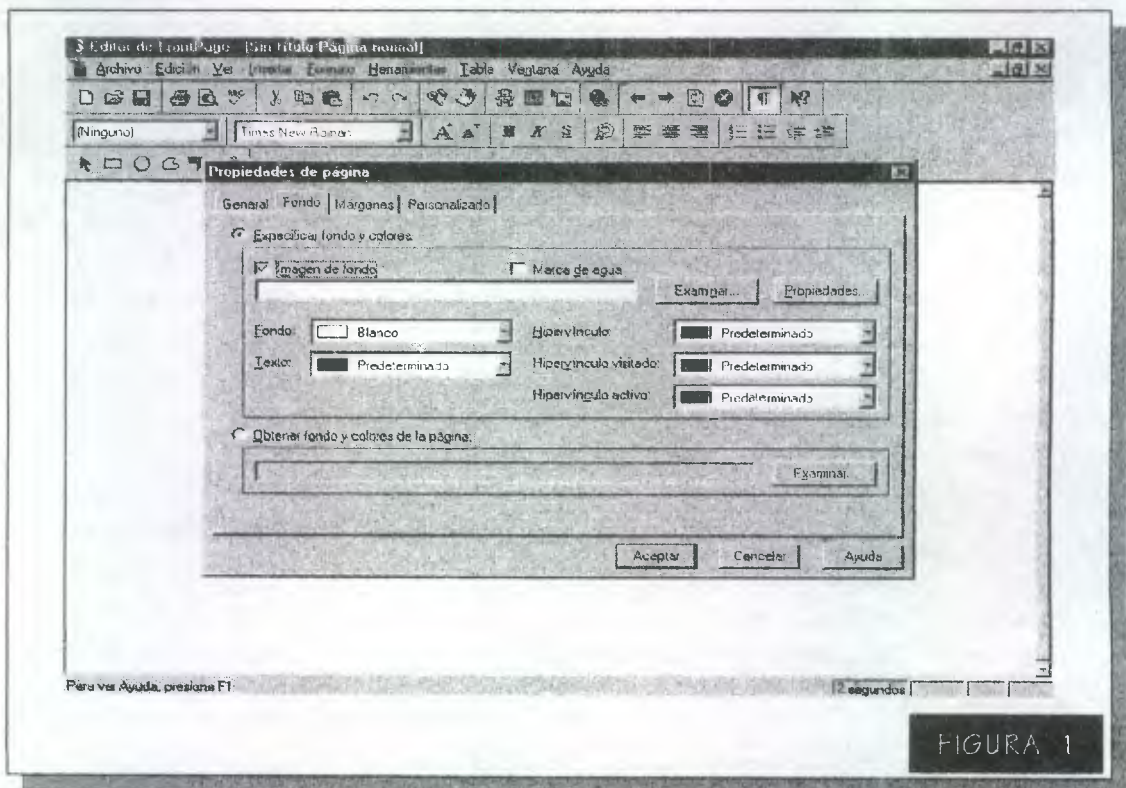 Editor de FrontPage - [Sin título Página normal]
Archivo Edición Ver Insertar Formato Herramientas Tabla Ventana Ayuda
(Ninguno) Times New Roman
Propiedades de página
General Fondo Márgenes Personalizado
Especificar fondo y colores
Imagen de fondo Marca de agua
Examinar... Propiedades...
Fondo: Blanco Hipervínculo: Predeterminado
Texto: Predeterminado Hipervínculo visitado: Predeterminado
Hipervínculo activo: Predeterminado
Obtener fondo y colores de la página:
Examinar...
Aceptar Cancelar Ayuda
Para ver Ayuda, presione F1 2 segundos
FIGURA 1